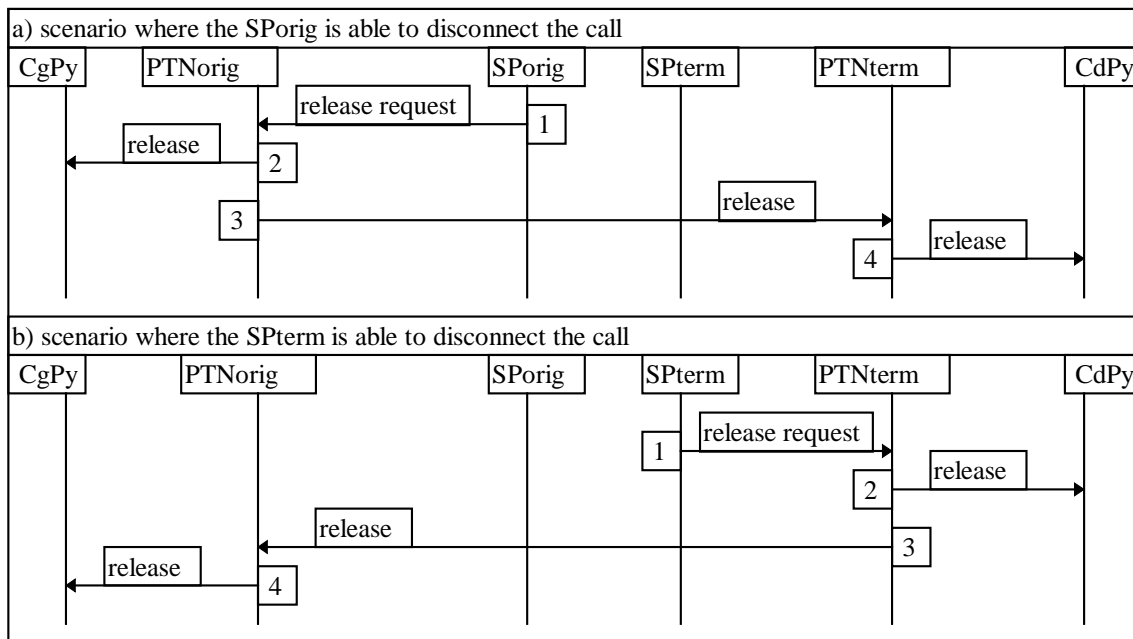 a) scenario where the SPorig is able to disconnect the call
CgPy PTNorig SPorig SPterm PTNterm CdPy
release request
1
release
2
3
release
4
release
b) scenario where the SPterm is able to disconnect the call
CgPy PTNorig SPorig SPterm PTNterm CdPy
1
release request
2
release
release
3
release
4